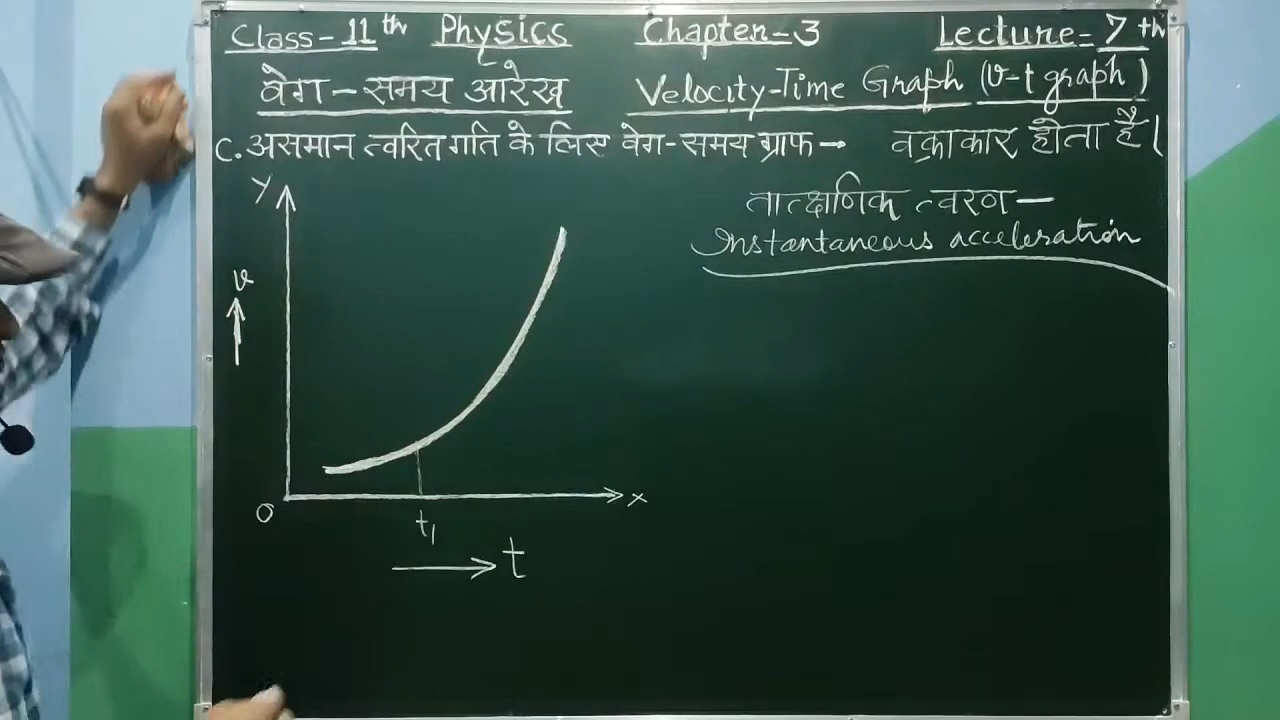 Class-11th Physics Chapter-3 Lecture-7th
वेग-समय आरेख Velocity-Time Graph (v-t graph)
C. असमान त्वरित गति के लिए वेग-समय ग्राफ→ वक्राकार होता है।
तात्क्षणिक त्वरण—
Instantaneous acceleration
Y
v
O
X
t₁
t